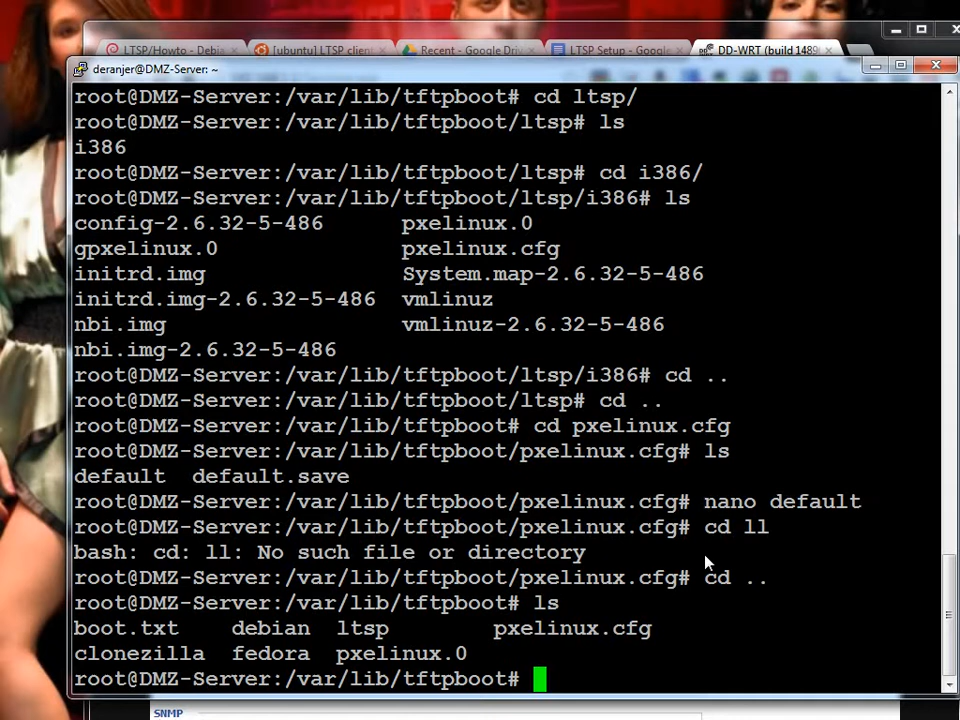 LTSP/Howto - Debia
[ubuntu] LTSP client
Recent - Google Driv
LTSP Setup - Google
DD-WRT (build 1489
deranjer@DMZ-Server: ~
root@DMZ-Server:/var/lib/tftpboot# cd ltsp/
root@DMZ-Server:/var/lib/tftpboot/ltsp# ls
i386
root@DMZ-Server:/var/lib/tftpboot/ltsp# cd i386/
root@DMZ-Server:/var/lib/tftpboot/ltsp/i386# ls
config-2.6.32-5-486 pxelinux.0
gpxelinux.0 pxelinux.cfg
initrd.img System.map-2.6.32-5-486
initrd.img-2.6.32-5-486 vmlinuz
nbi.img vmlinuz-2.6.32-5-486
nbi.img-2.6.32-5-486
root@DMZ-Server:/var/lib/tftpboot/ltsp/i386# cd ..
root@DMZ-Server:/var/lib/tftpboot/ltsp# cd ..
root@DMZ-Server:/var/lib/tftpboot# cd pxelinux.cfg
root@DMZ-Server:/var/lib/tftpboot/pxelinux.cfg# ls
default default.save
root@DMZ-Server:/var/lib/tftpboot/pxelinux.cfg# nano default
root@DMZ-Server:/var/lib/tftpboot/pxelinux.cfg# cd ll
bash: cd: ll: No such file or directory
root@DMZ-Server:/var/lib/tftpboot/pxelinux.cfg# cd ..
root@DMZ-Server:/var/lib/tftpboot# ls
boot.txt debian ltsp pxelinux.cfg
clonezilla fedora pxelinux.0
root@DMZ-Server:/var/lib/tftpboot#
SNMP